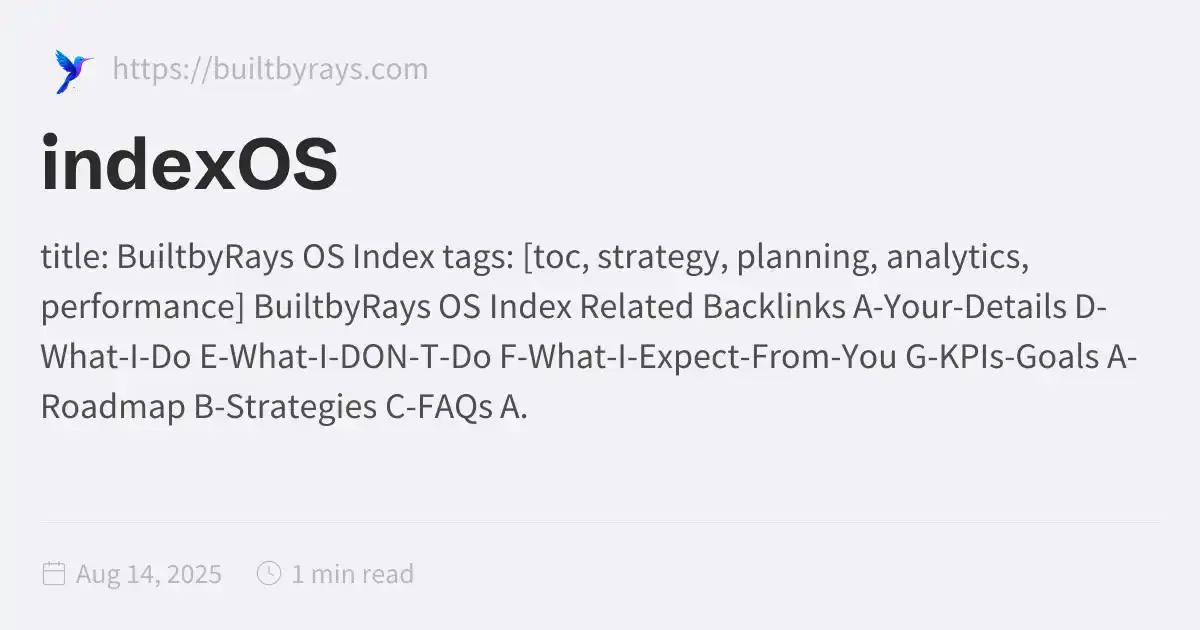 https://builtbyrays.com
indexOS
title: BuiltbyRays OS Index tags: [toc, strategy, planning, analytics,
performance] BuiltbyRays OS Index Related Backlinks A-Your-Details D-
What-I-Do E-What-I-DON-T-Do F-What-I-Expect-From-You G-KPIs-Goals A-
Roadmap B-Strategies C-FAQs A.
Aug 14, 2025 1 min read